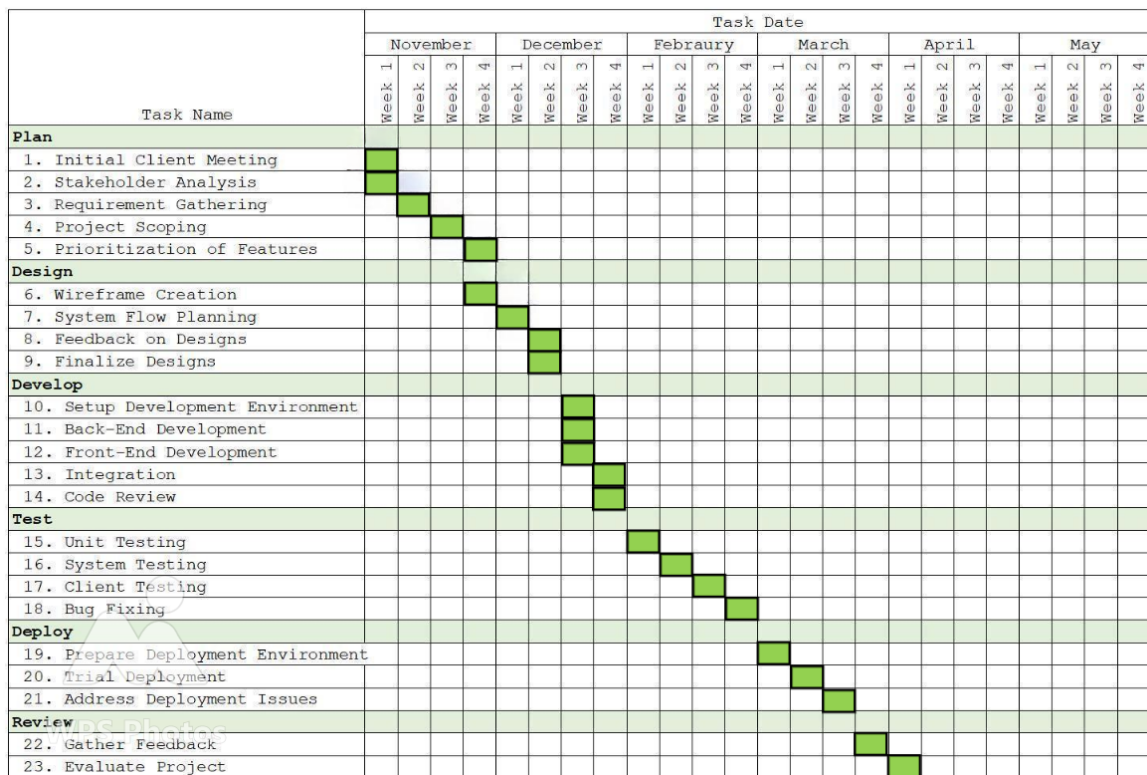 Task Date
November December Febraury March April May
Task Name Week 1 Week 2 Week 3 Week 4 Week 1 Week 2 Week 3 Week 4 Week 1 Week 2 Week 3 Week 4 Week 1 Week 2 Week 3 Week 4 Week 1 Week 2 Week 3 Week 4 Week 1 Week 2 Week 3 Week 4
Plan
1. Initial Client Meeting
2. Stakeholder Analysis
3. Requirement Gathering
4. Project Scoping
5. Prioritization of Features
Design
6. Wireframe Creation
7. System Flow Planning
8. Feedback on Designs
9. Finalize Designs
Develop
10. Setup Development Environment
11. Back-End Development
12. Front-End Development
13. Integration
14. Code Review
Test
15. Unit Testing
16. System Testing
17. Client Testing
18. Bug Fixing
Deploy
19. Prepare Deployment Environment
20. Trial Deployment
21. Address Deployment Issues
Review
WPS Photos
22. Gather Feedback
23. Evaluate Project